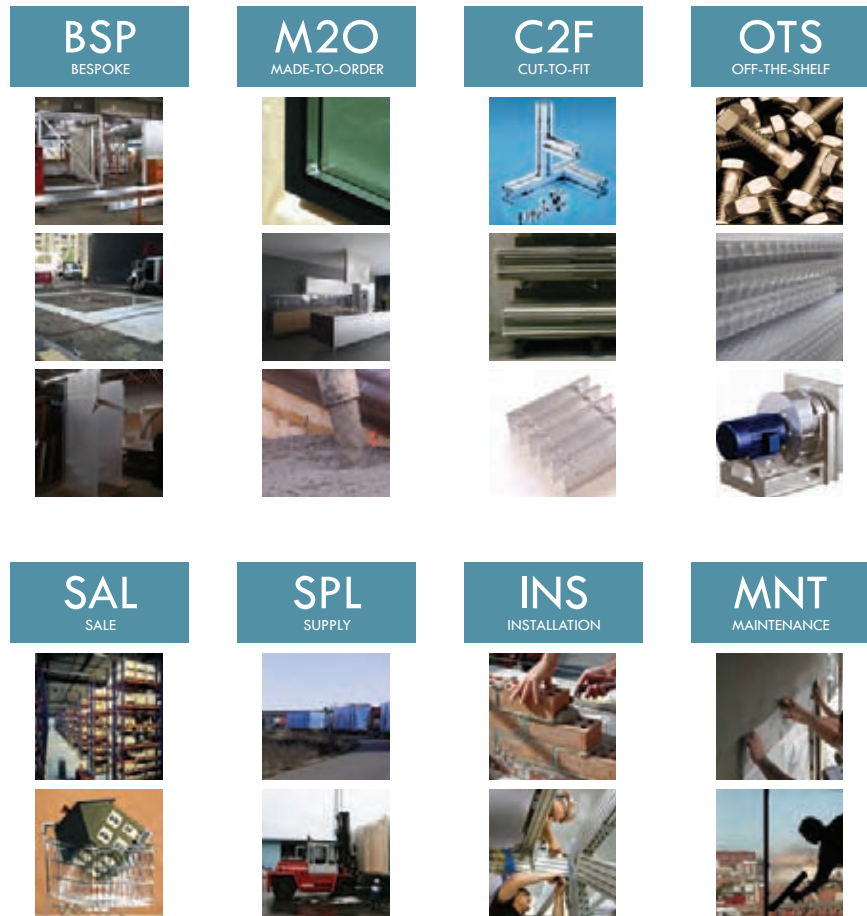 BSP
BESPOKE
M2O
MADE-TO-ORDER
C2F
CUT-TO-FIT
OTS
OFF-THE-SHELF
SAL
SALE
SPL
SUPPLY
INS
INSTALLATION
MNT
MAINTENANCE